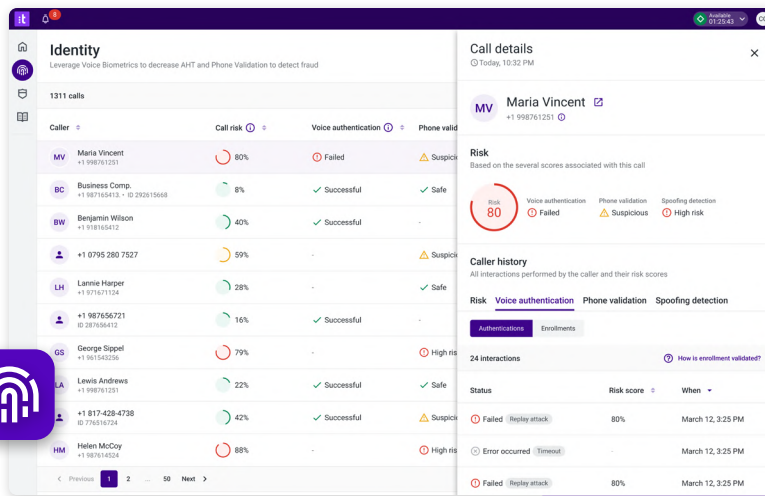 :t
8
Available
01:25:43
Identity
Leverage Voice Biometrics to decrease AHT and Phone Validation to detect fraud
1311 calls
Caller Call risk Voice authentication Phone valid
MV Maria Vincent 80% Failed Suspici
+1 998761251
BC Business Comp. 8% Successful Safe
+1 987165413. • ID 292615668
BW Benjamin Wilson 40% Successful -
+1 918165412
+1 0795 280 7527 59% - Suspici
LH Lannie Harper 28% - Safe
+1 971671124
+1 987656721 16% Successful
ID 287656412
GS George Sippel 79% - High ris
+1 961543256
LA Lewis Andrews 22% Successful Safe
+1 998761251
+1 817-428-4738 42% Successful Suspici
ID 776516724
HM Helen McCoy 88% - High ris
+1 987614524
Previous 1 2 ... 50 Next
Call details
Today, 10:32 PM
MV Maria Vincent
+1 998761251
Risk
Based on the several scores associated with this call
Risk
80
Voice authentication Phone validation Spoofing detection
Failed Suspicious High risk
Caller history
All interactions performed by the caller and their risk scores
Risk Voice authentication Phone validation Spoofing detection
Authentications Enrollments
24 interactions How is enrollment validated?
Status Risk score When
Failed Replay attack 80% March 12, 3:25 PM
Error occurred Timeout - March 12, 3:25 PM
Failed Replay attack 80% March 12, 3:25 PM